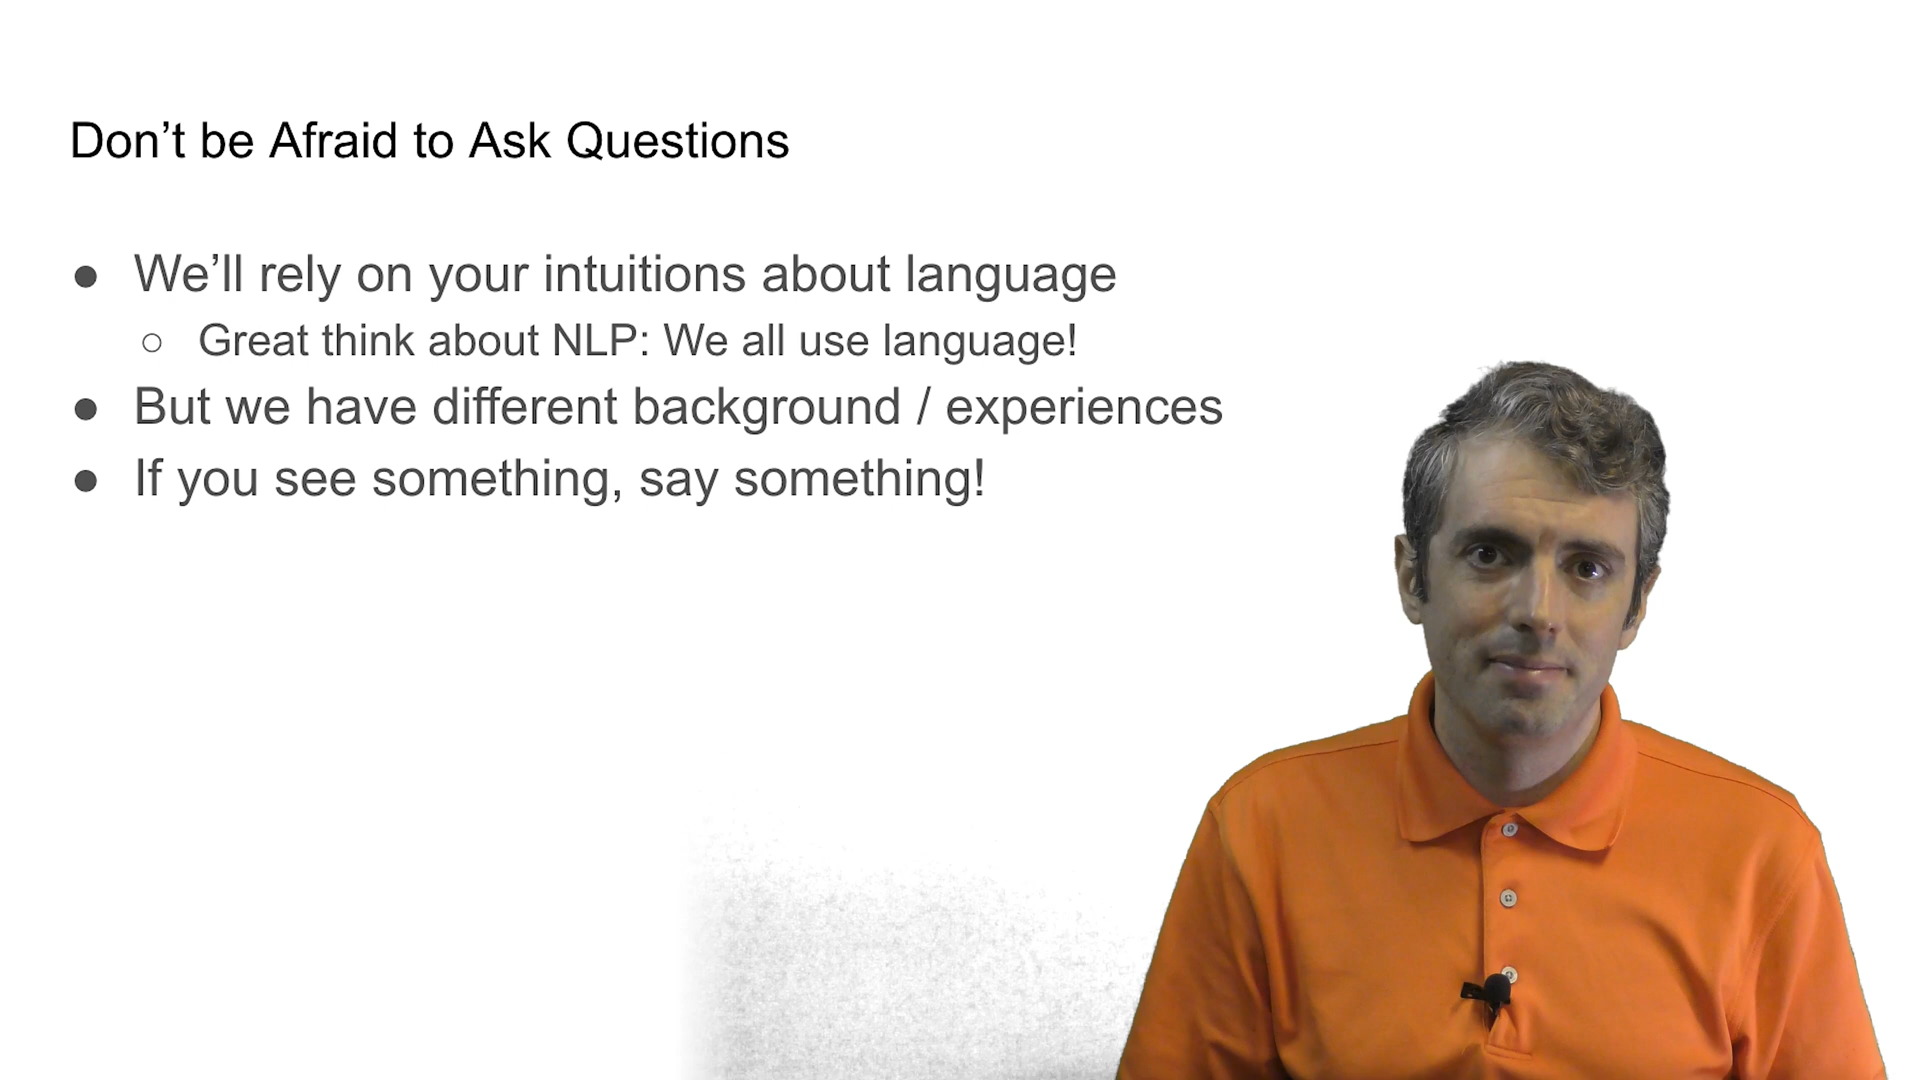 Don’t be Afraid to Ask Questions
● We’ll rely on your intuitions about language
○ Great think about NLP: We all use language!
● But we have different background / experiences
● If you see something, say something!